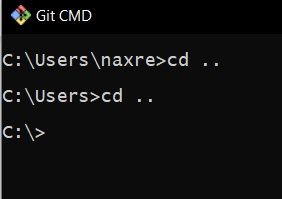 Git CMD
C:\Users\naxre>cd ..
C:\Users>cd ..
C:\>